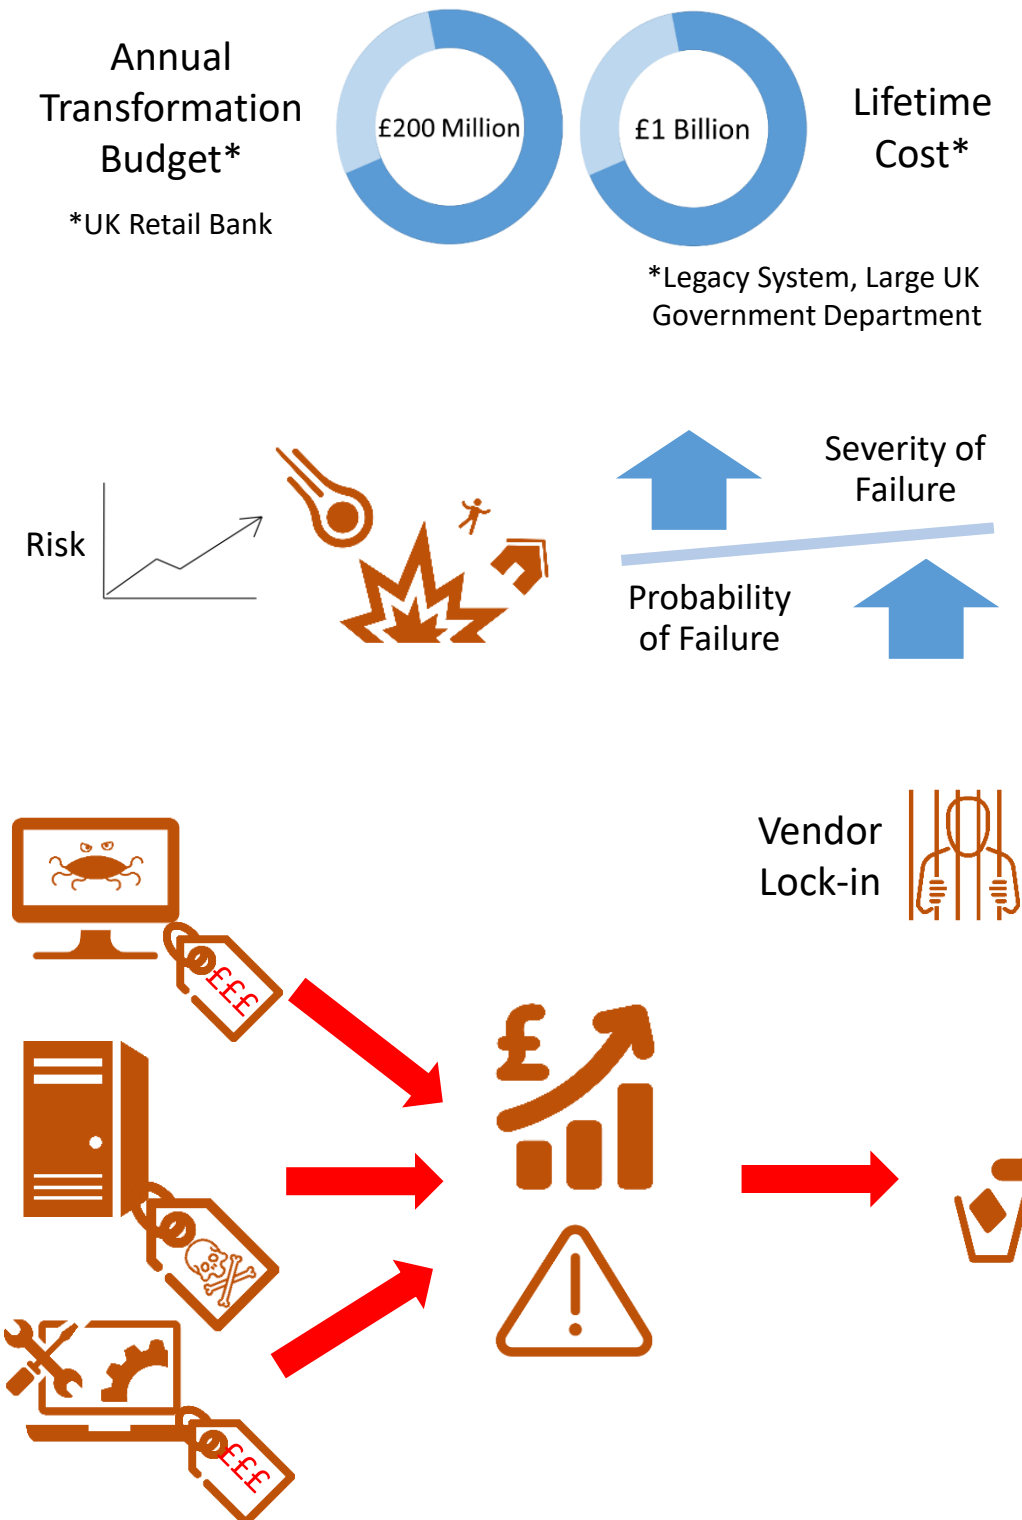 Annual
Transformation
Budget*
*UK Retail Bank
£200 Million
£1 Billion
Lifetime
Cost*
*Legacy System, Large UK
Government Department
Risk
Severity of
Failure
Probability
of Failure
Vendor
Lock-in
£££
£
£££